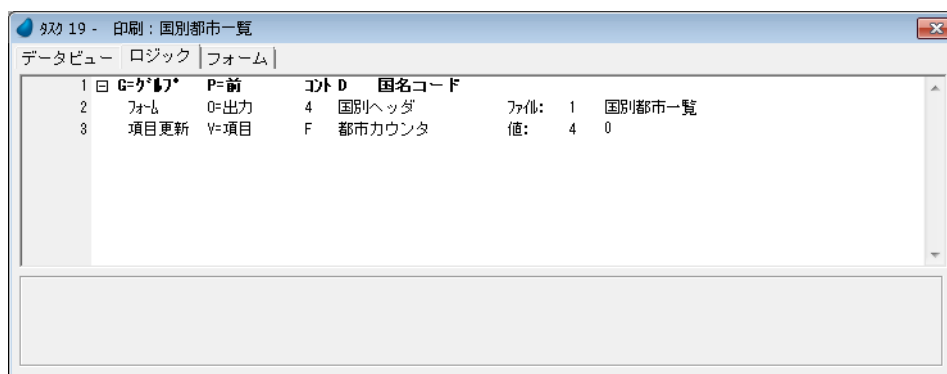 ﾀｽｸ 19 - 印刷：国別都市一覧
データビュー ロジック フォーム
1 G=ｸﾞﾙﾌﾟ P=前 ｺﾝﾄ D 国名コード
2 ﾌｫｰﾑ O=出力 4 国別ヘッダ ﾌｧｲﾙ: 1 国別都市一覧
3 項目更新 V=項目 F 都市カウンタ 値: 4 0